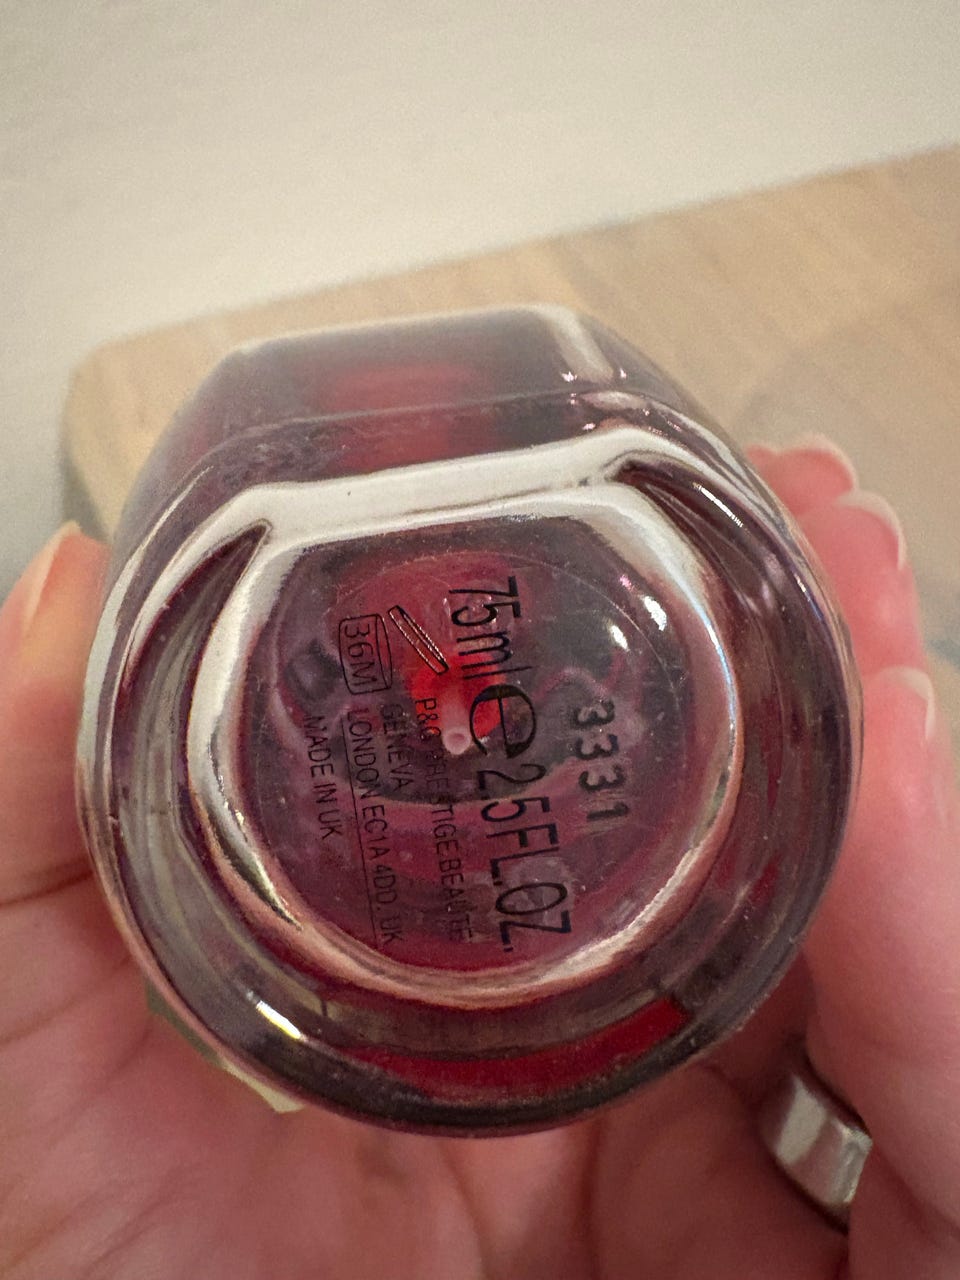 3331
75ml e 2.5FL.OZ.
P&G PRESTIGE BEAUTE
GENEVA
36M LONDON EC1A 4DD, UK
MADE IN UK